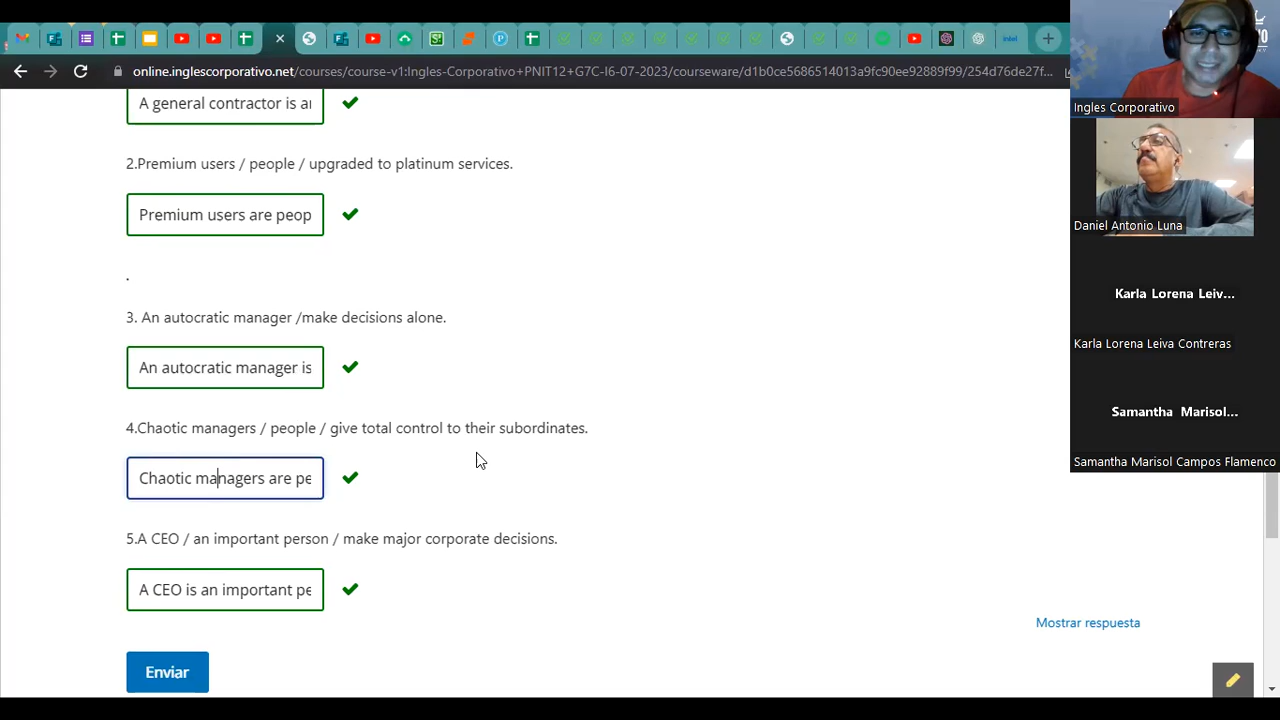 online.inglescorporativo.net/courses/course-v1:Ingles-Corporativo+PNIT12+G7C-I6-07-2023/courseware/d1b0ce5686514013a9fc90ee92889f99/254d76de27f...
A general contractor is a
2.Premium users / people / upgraded to platinum services.
Premium users are peop
.
3. An autocratic manager /make decisions alone.
An autocratic manager is
4.Chaotic managers / people / give total control to their subordinates.
Chaotic managers are pe
5.A CEO / an important person / make major corporate decisions.
A CEO is an important pe
Mostrar respuesta
Enviar
Ingles Corporativo
Daniel Antonio Luna
Karla Lorena Leiv...
Karla Lorena Leiva Contreras
Samantha Marisol...
Samantha Marisol Campos Flamenco